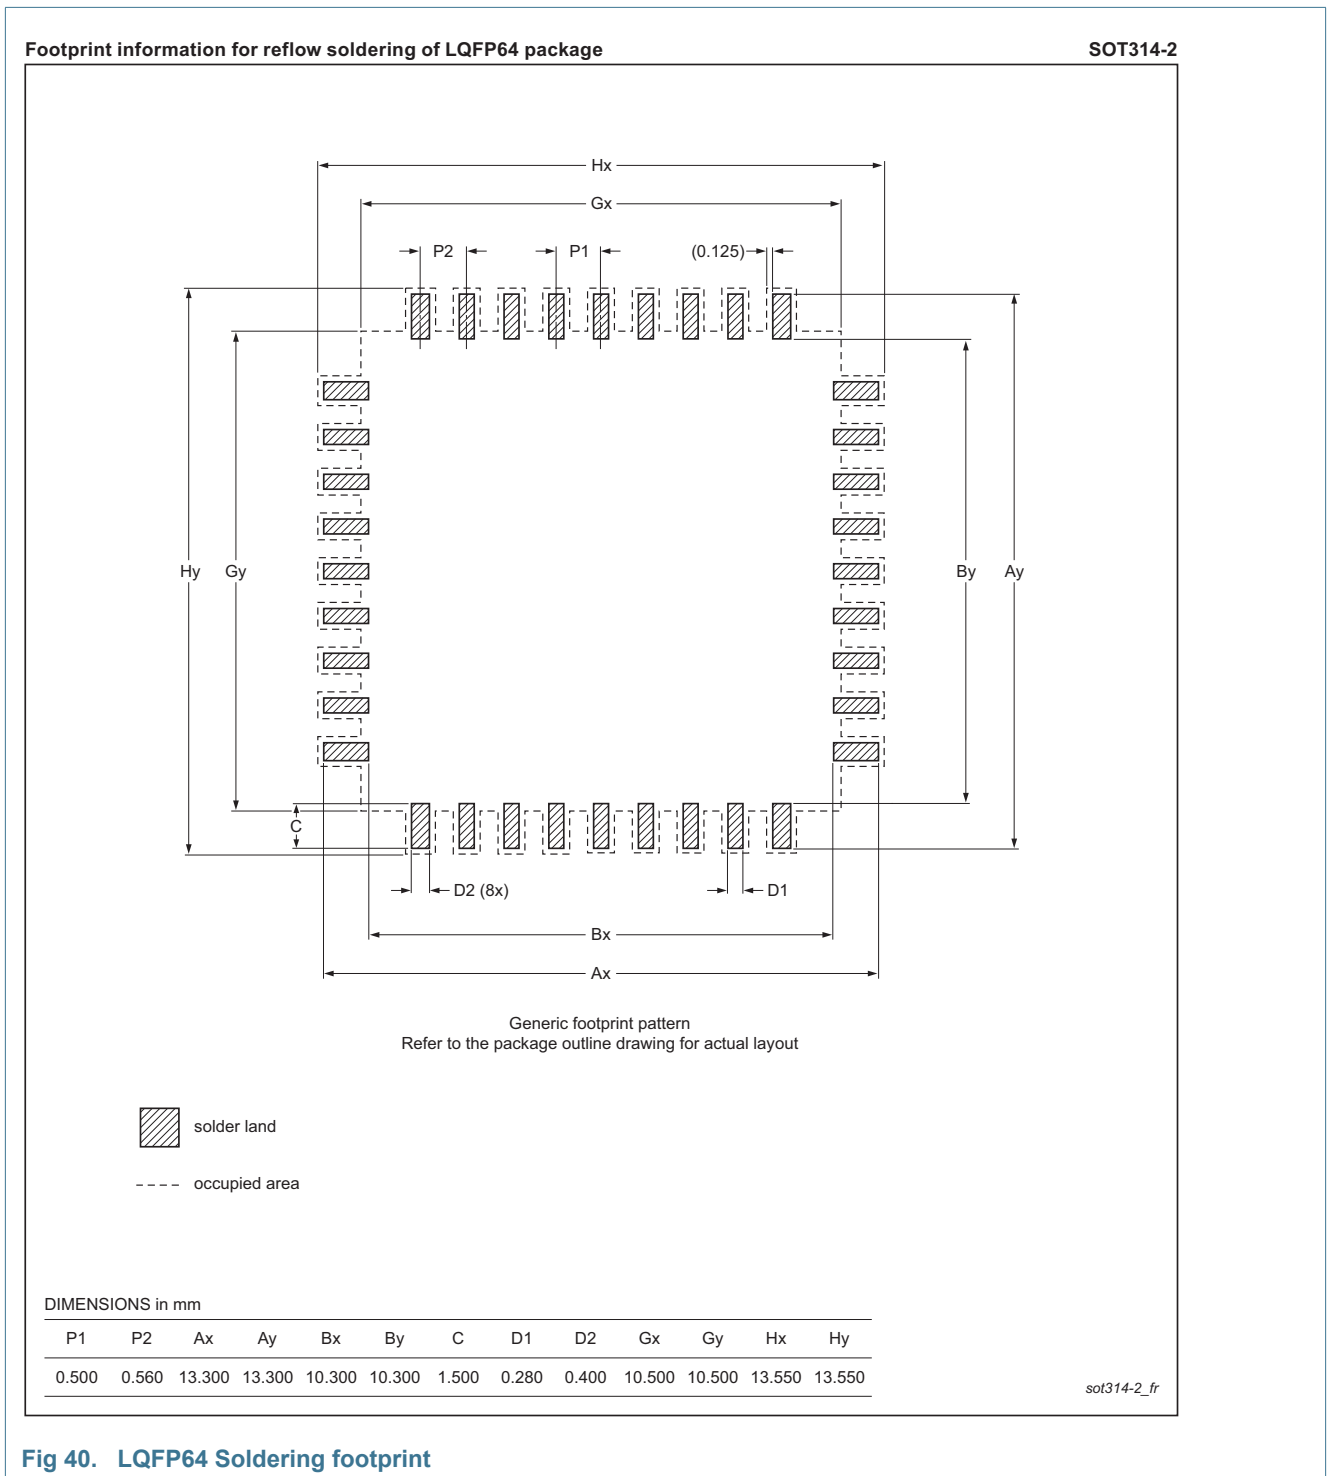 Footprint information for reflow soldering of LQFP64 package SOT314-2
Hx
Gx
P2 P1 (0.125)
Hy Gy By Ay
C
D2 (8x) D1
Bx
Ax
Generic footprint pattern
Refer to the package outline drawing for actual layout
solder land
occupied area
DIMENSIONS in mm
P1 P2 Ax Ay Bx By C D1 D2 Gx Gy Hx Hy
0.500 0.560 13.300 13.300 10.300 10.300 1.500 0.280 0.400 10.500 10.500 13.550 13.550
sot314-2_fr
Fig 40. LQFP64 Soldering footprint